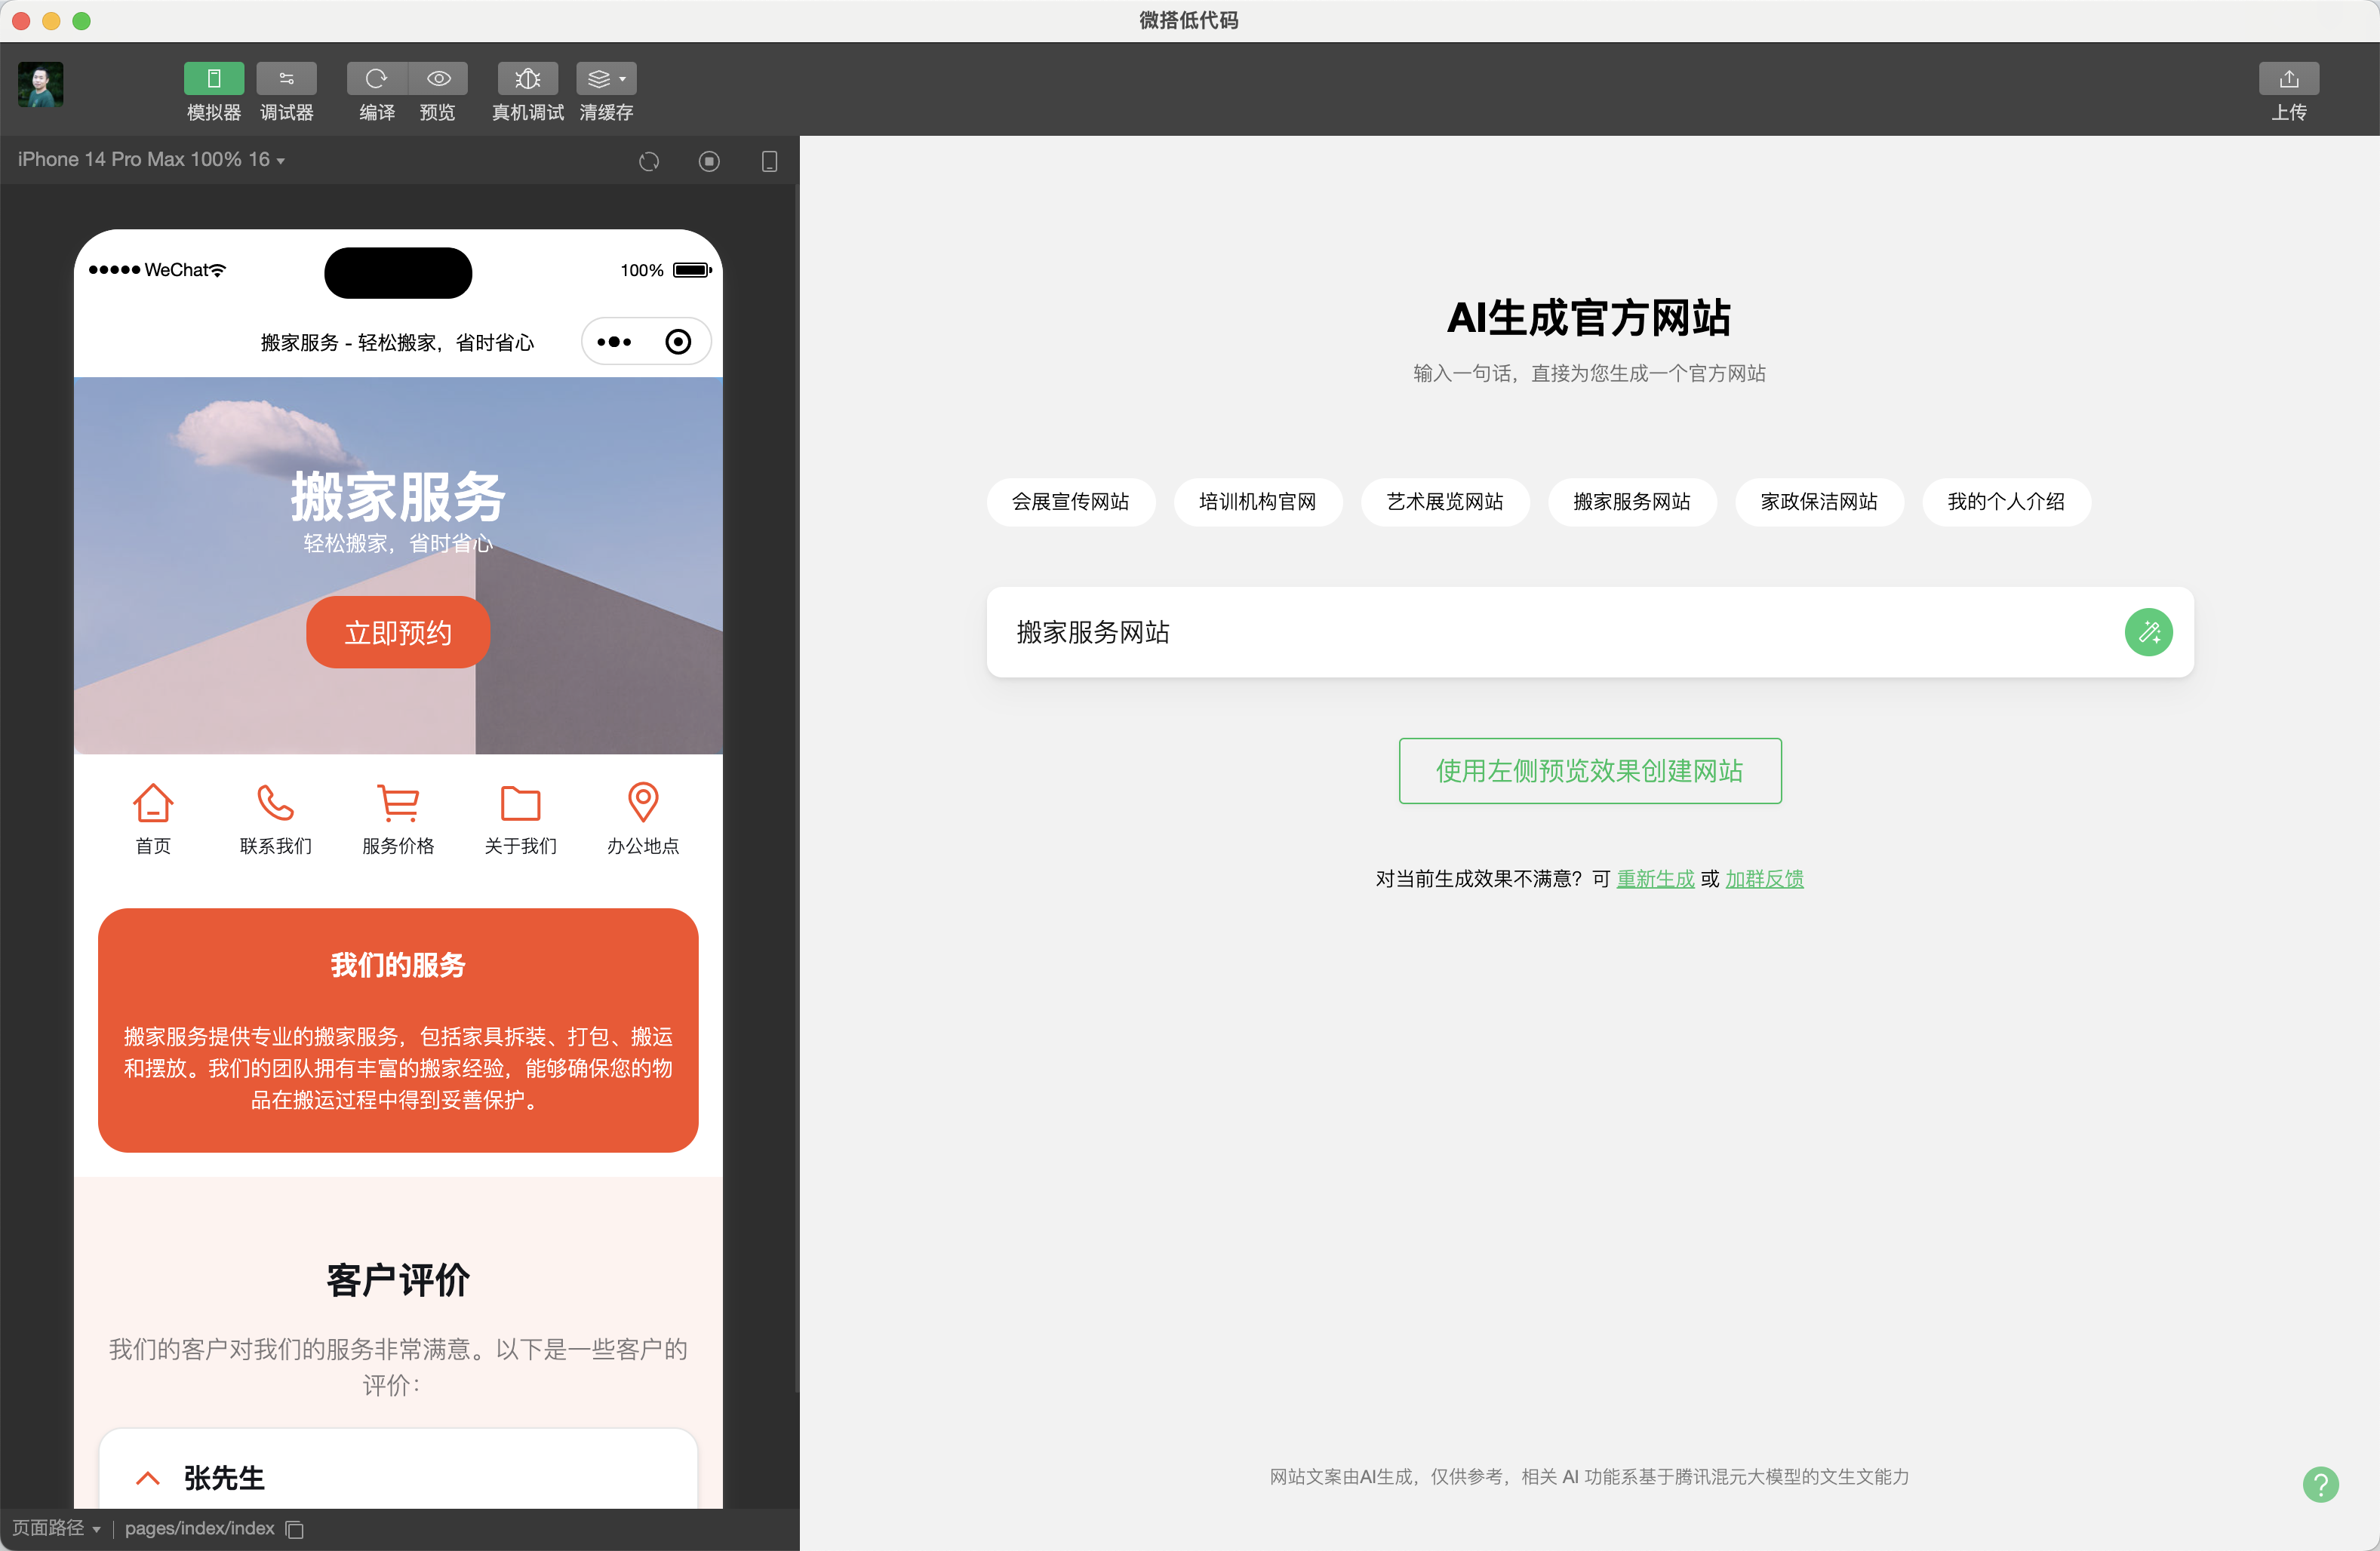 微搭低代码
模拟器 调试器 编译 预览 真机调试 清缓存 上传
iPhone 14 Pro Max 100% 16
WeChat 100%
搬家服务 - 轻松搬家，省时省心
搬家服务
轻松搬家，省时省心
立即预约
首页 联系我们 服务价格 关于我们 办公地点
我们的服务
搬家服务提供专业的搬家服务，包括家具拆装、打包、搬运
和摆放。我们的团队拥有丰富的搬家经验，能够确保您的物
品在搬运过程中得到妥善保护。
客户评价
我们的客户对我们的服务非常满意。以下是一些客户的
评价：
张先生
页面路径 pages/index/index
AI生成官方网站
输入一句话，直接为您生成一个官方网站
会展宣传网站 培训机构官网 艺术展览网站 搬家服务网站 家政保洁网站 我的个人介绍
搬家服务网站
使用左侧预览效果创建网站
对当前生成效果不满意？可 重新生成 或 加群反馈
网站文案由AI生成，仅供参考，相关 AI 功能系基于腾讯混元大模型的文生文能力
?